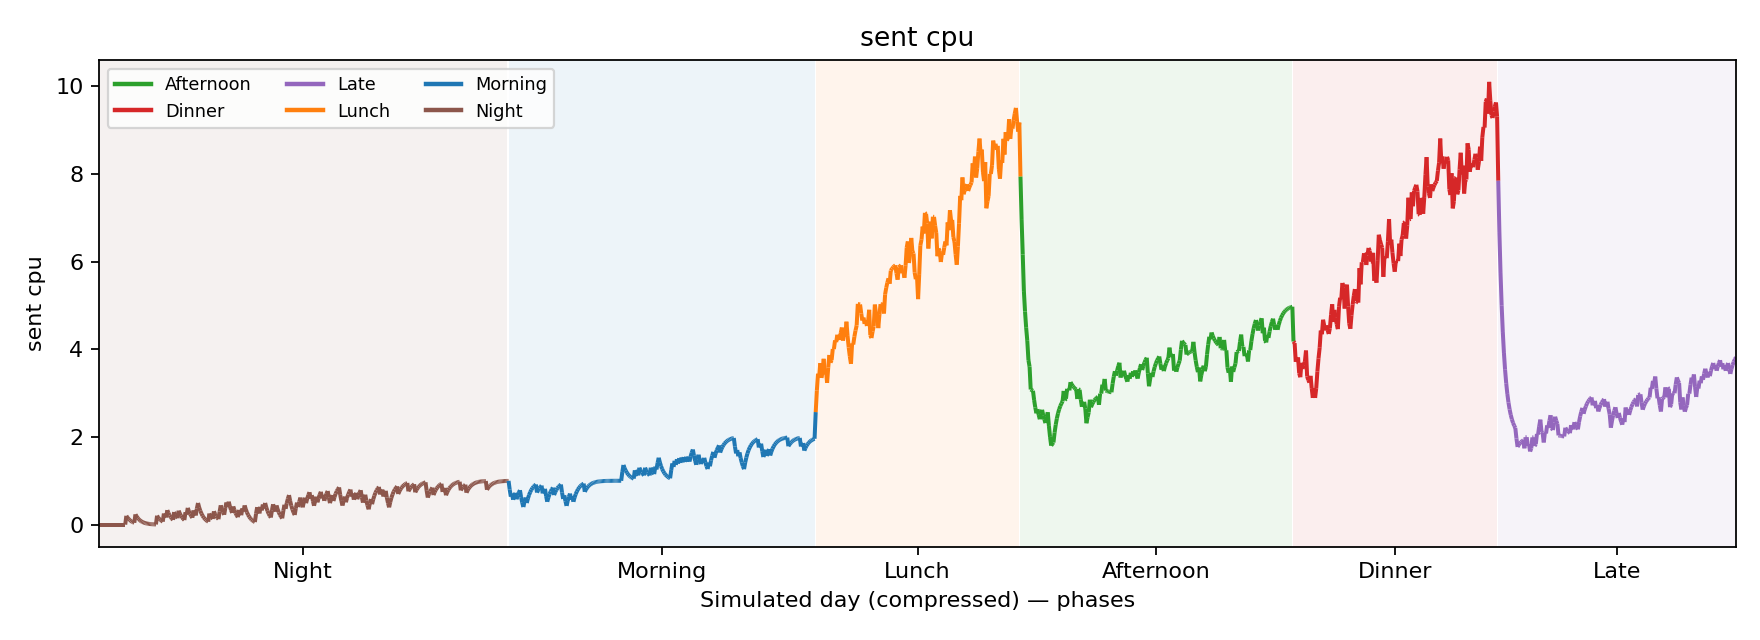 sent cpu
Afternoon Late Morning
Dinner Lunch Night
sent cpu
10
8
6
4
2
0
Night Morning Lunch Afternoon Dinner Late
Simulated day (compressed) — phases